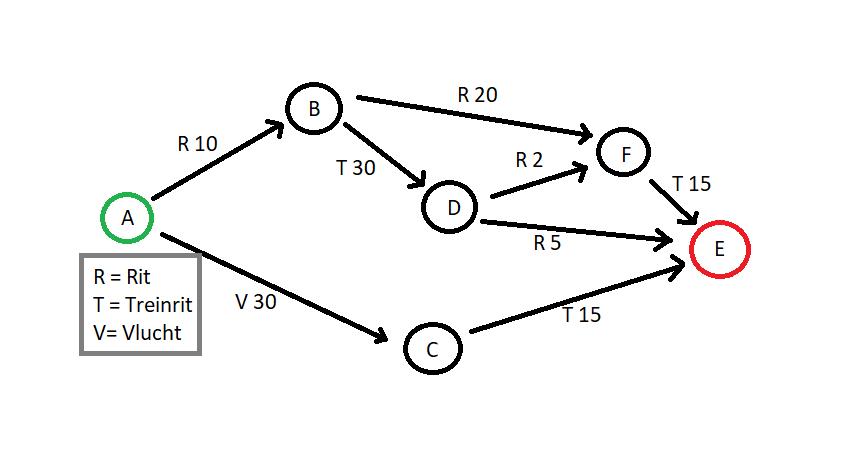 R 20
B
R 10
T 30
R 2
F
T 15
A
D
R 5
E
R = Rit
T = Treinrit
V= Vlucht
V 30
T 15
C